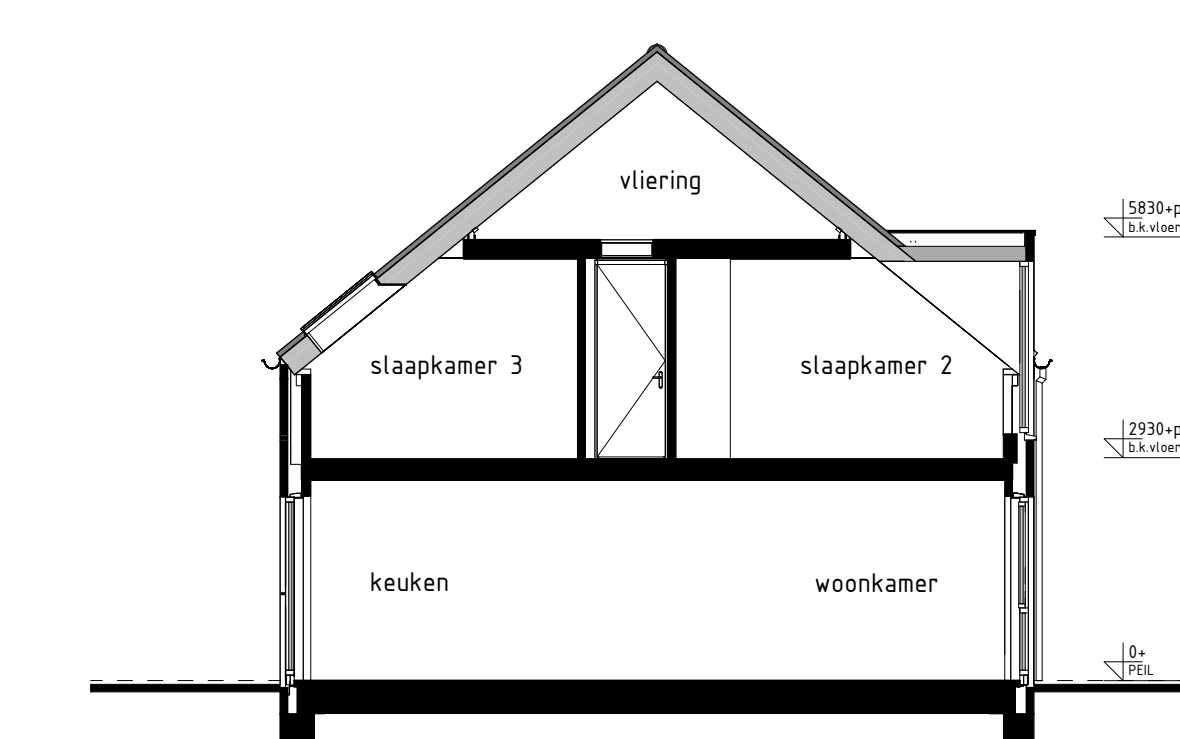 vliering
5830+p
b.k.vloer
slaapkamer 3
slaapkamer 2
2930+p
b.k.vloer
keuken
woonkamer
0+
PEIL